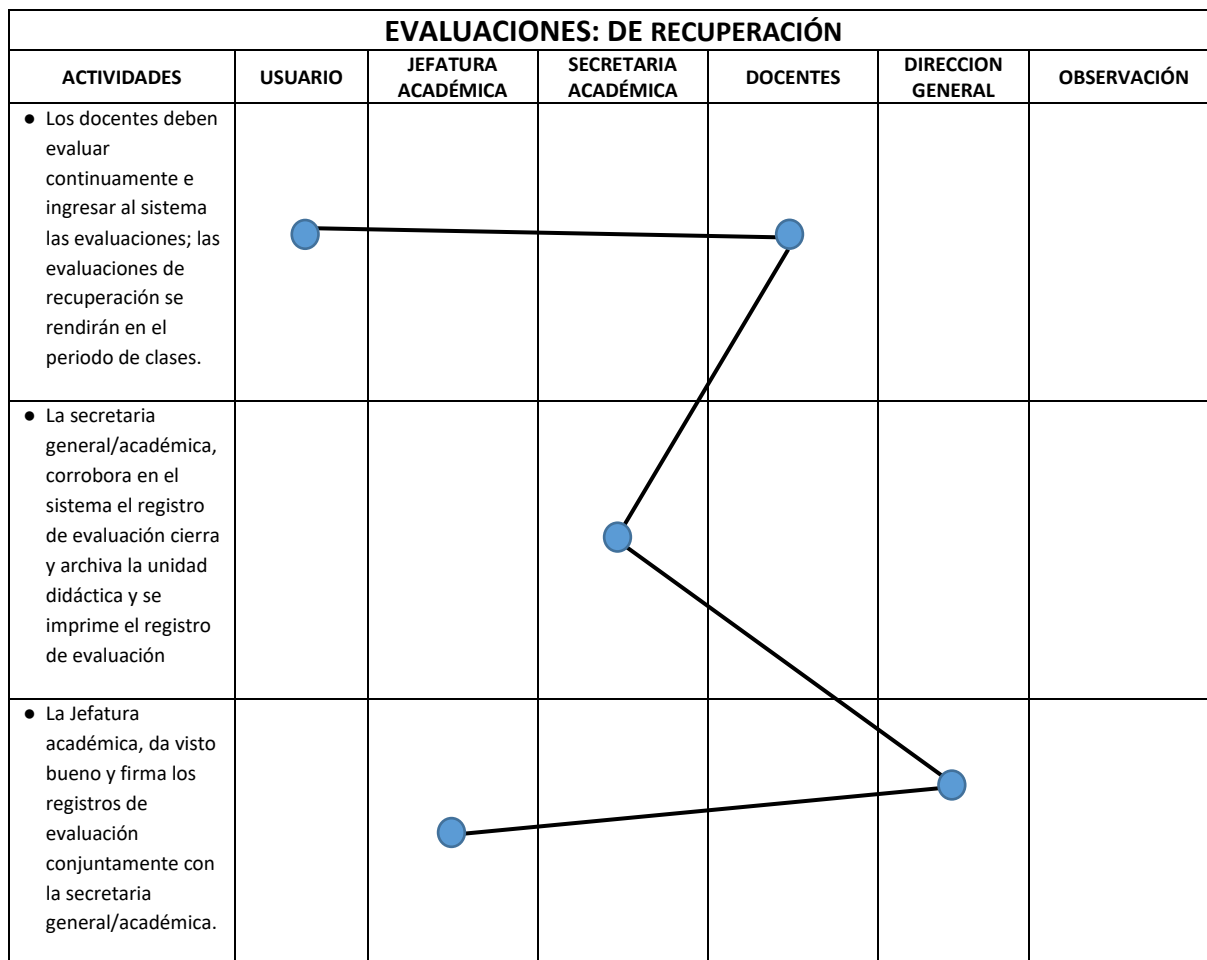 EVALUACIONES: DE RECUPERACIÓN
ACTIVIDADES
USUARIO
JEFATURA
ACADÉMICA
SECRETARIA
ACADÉMICA
DOCENTES
DIRECCION
GENERAL
OBSERVACIÓN
● Los docentes deben
evaluar
continuamente e
ingresar al sistema
las evaluaciones; las
evaluaciones de
recuperación se
rendirán en el
periodo de clases.
● La secretaria
general/académica,
corrobora en el
sistema el registro
de evaluación cierra
y archiva la unidad
didáctica y se
imprime el registro
de evaluación
● La Jefatura
académica, da visto
bueno y firma los
registros de
evaluación
conjuntamente con
la secretaria
general/académica.